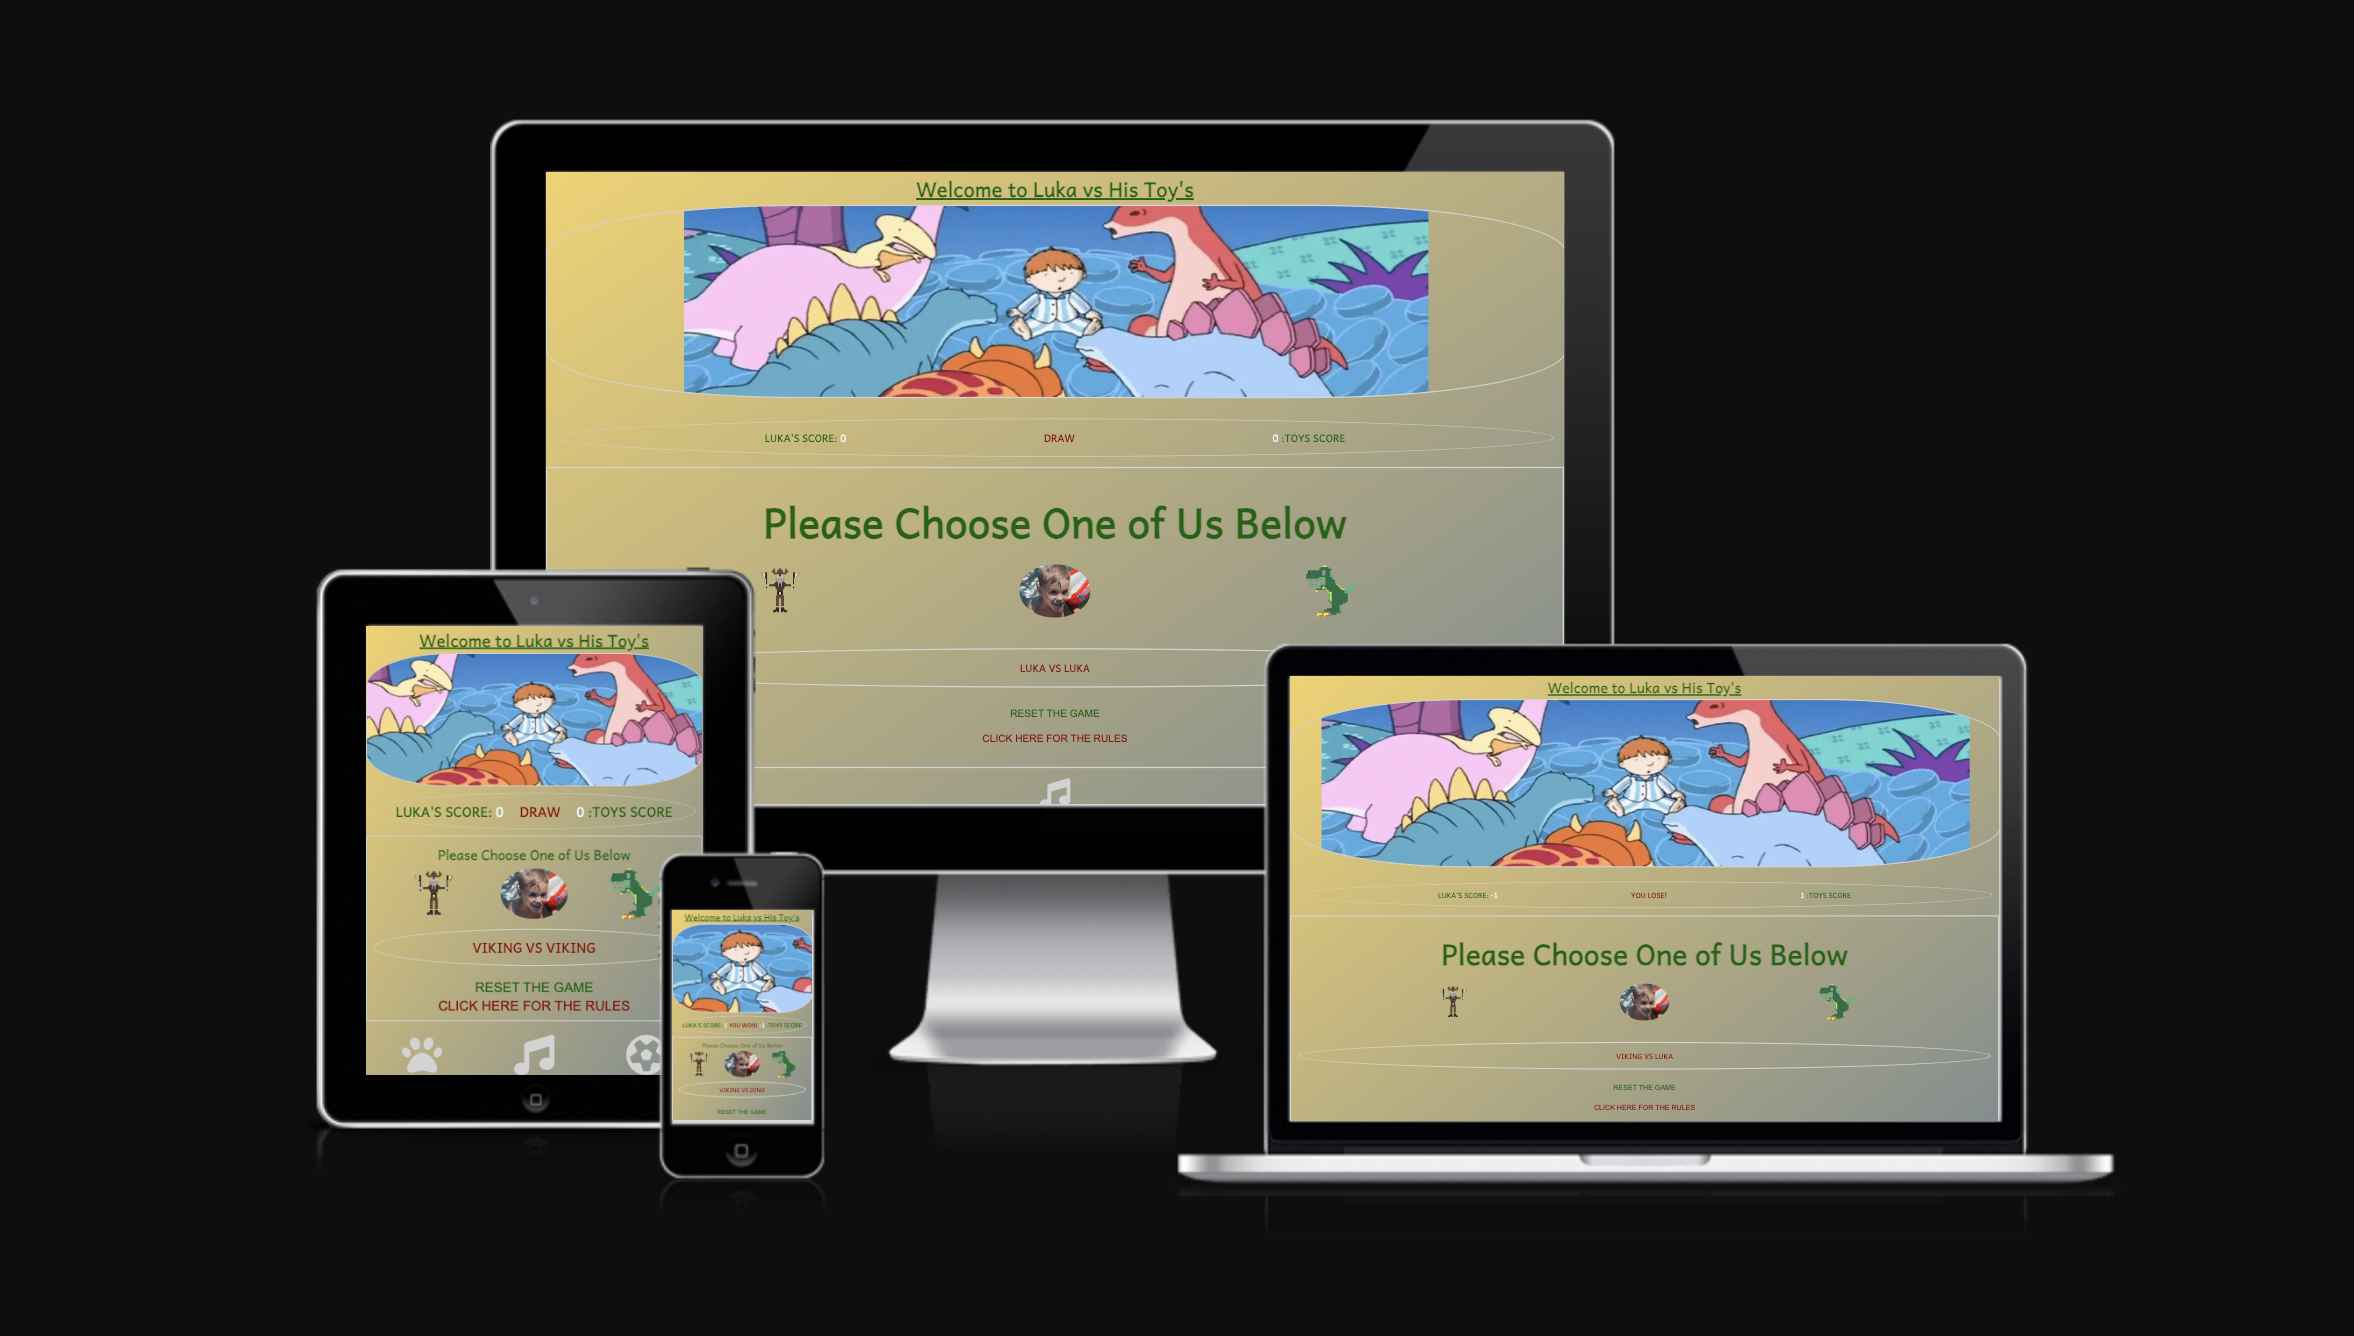 Welcome to Luka vs His Toy's
LUKA'S SCORE: 0 DRAW 0 :TOYS SCORE
Please Choose One of Us Below
LUKA VS LUKA
RESET THE GAME
CLICK HERE FOR THE RULES
Welcome to Luka vs His Toy's
LUKA'S SCORE: 0 DRAW 0 :TOYS SCORE
Please Choose One of Us Below
VIKING VS VIKING
RESET THE GAME
CLICK HERE FOR THE RULES
Welcome to Luka vs His Toy's
LUKA'S SCORE: YOU WON! :TOYS SCORE
Please Choose One of Us Below
VIKING VS DINO
RESET THE GAME
Welcome to Luka vs His Toy's
LUKA'S SCORE: -1 YOU LOSE! 1 :TOYS SCORE
Please Choose One of Us Below
VIKING VS LUKA
RESET THE GAME
CLICK HERE FOR THE RULES